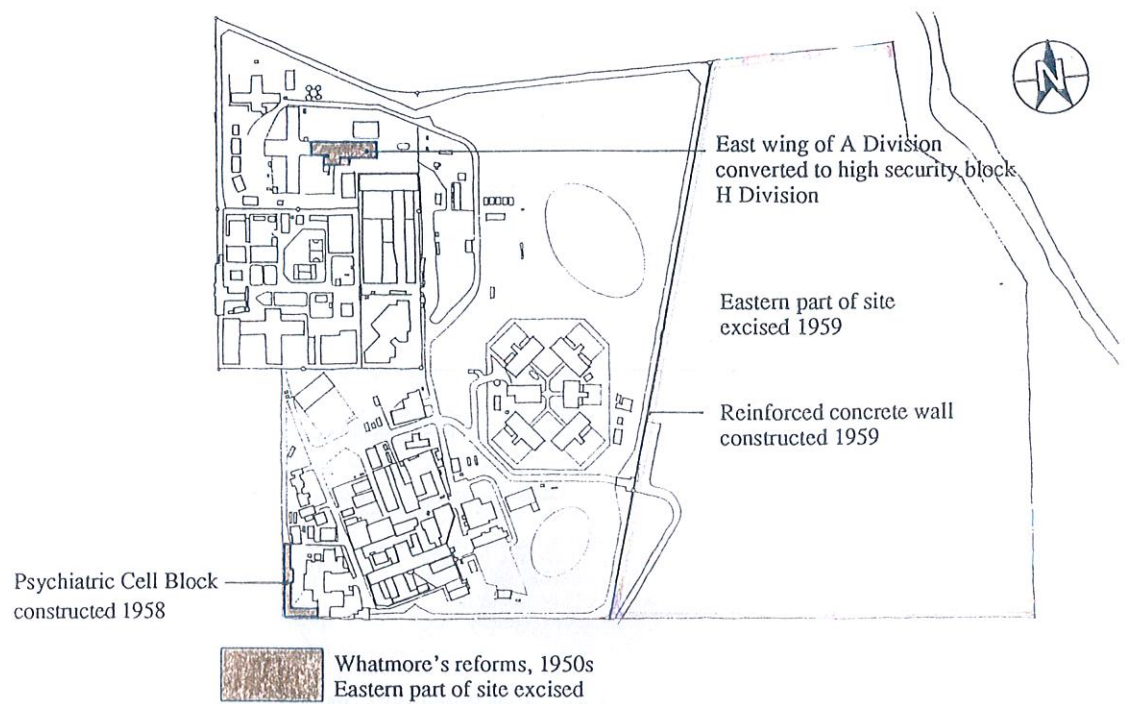 N
East wing of A Division
converted to high security block
H Division
Eastern part of site
excised 1959
Reinforced concrete wall
constructed 1959
Psychiatric Cell Block
constructed 1958
Whatmore's reforms, 1950s
Eastern part of site excised